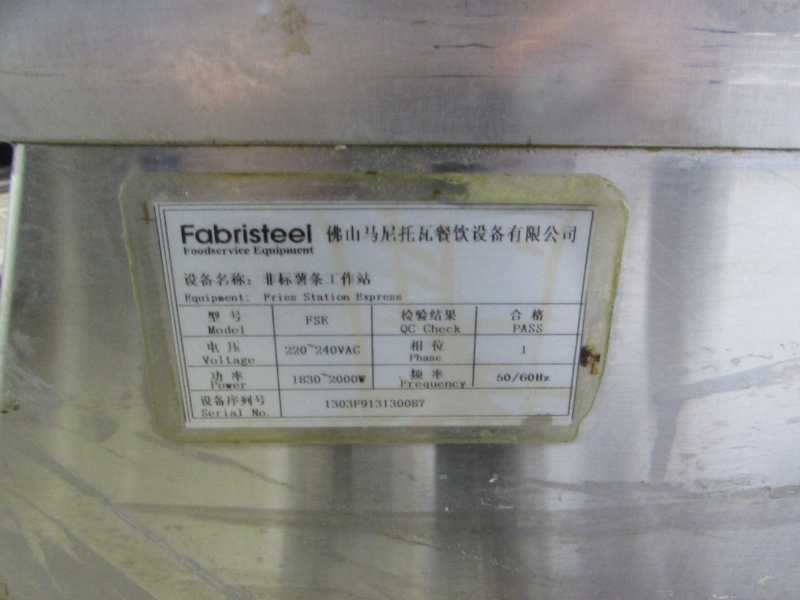 Fabristeel 佛山马尼托瓦餐饮设备有限公司
Foodservice Equipment
设备名称：非标薯条工作站
Equipment: Fries Station Express
型号 FSE 检验结果 合格
Model QC Check PASS
电压 220~240VAC 相位 1
Voltage Phase
功率 1830~2000W 频率 50/60Hz
Power Frequency
设备序列号 1303F913130087
Serial No.